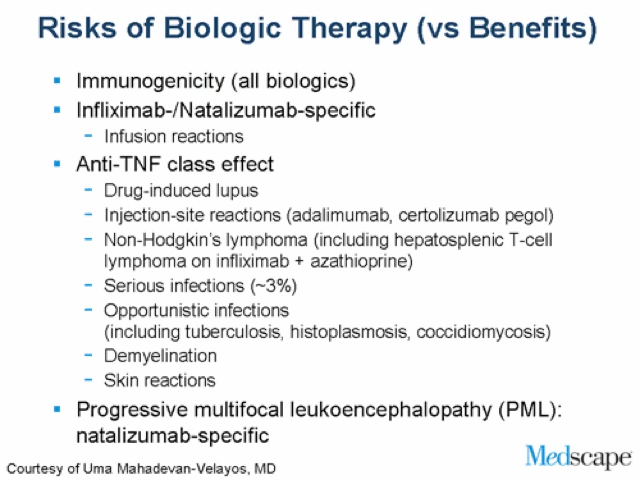 Risks of Biologic Therapy (vs Benefits)
▪ Immunogenicity (all biologics)
▪ Infliximab-/Natalizumab-specific
– Infusion reactions
▪ Anti-TNF class effect
– Drug-induced lupus
– Injection-site reactions (adalimumab, certolizumab pegol)
– Non-Hodgkin's lymphoma (including hepatosplenic T-cell
lymphoma on infliximab + azathioprine)
– Serious infections (~3%)
– Opportunistic infections
(including tuberculosis, histoplasmosis, coccidiomycosis)
– Demyelination
– Skin reactions
▪ Progressive multifocal leukoencephalopathy (PML):
natalizumab-specific
Medscape
Courtesy of Uma Mahadevan-Velayos, MD